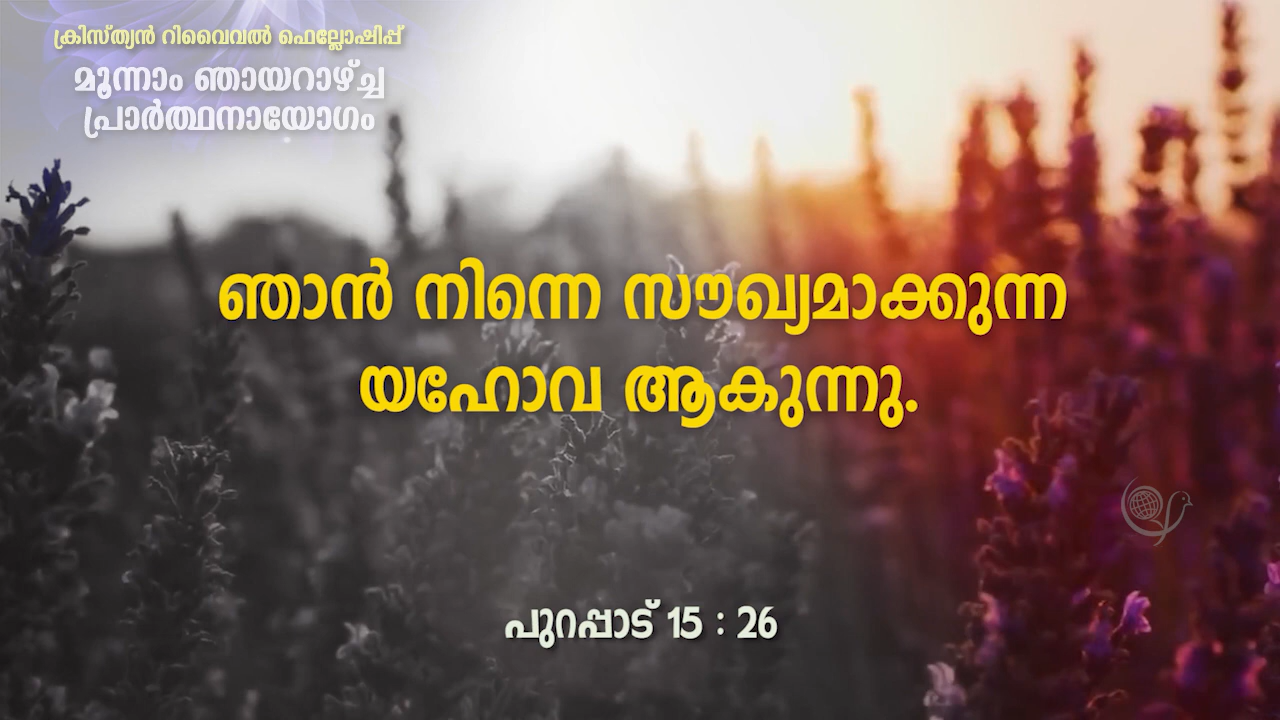 ക്രിസ്ത്യൻ റിവൈവൽ ഫെല്ലോഷിപ്പ്
മൂന്നാം ഞായറാഴ്ച്ച
പ്രാർത്ഥനായോഗം
ഞാൻ നിന്നെ സൗഖ്യമാക്കുന്ന
യഹോവ ആകുന്നു.
പുറപ്പാട് 15 : 26